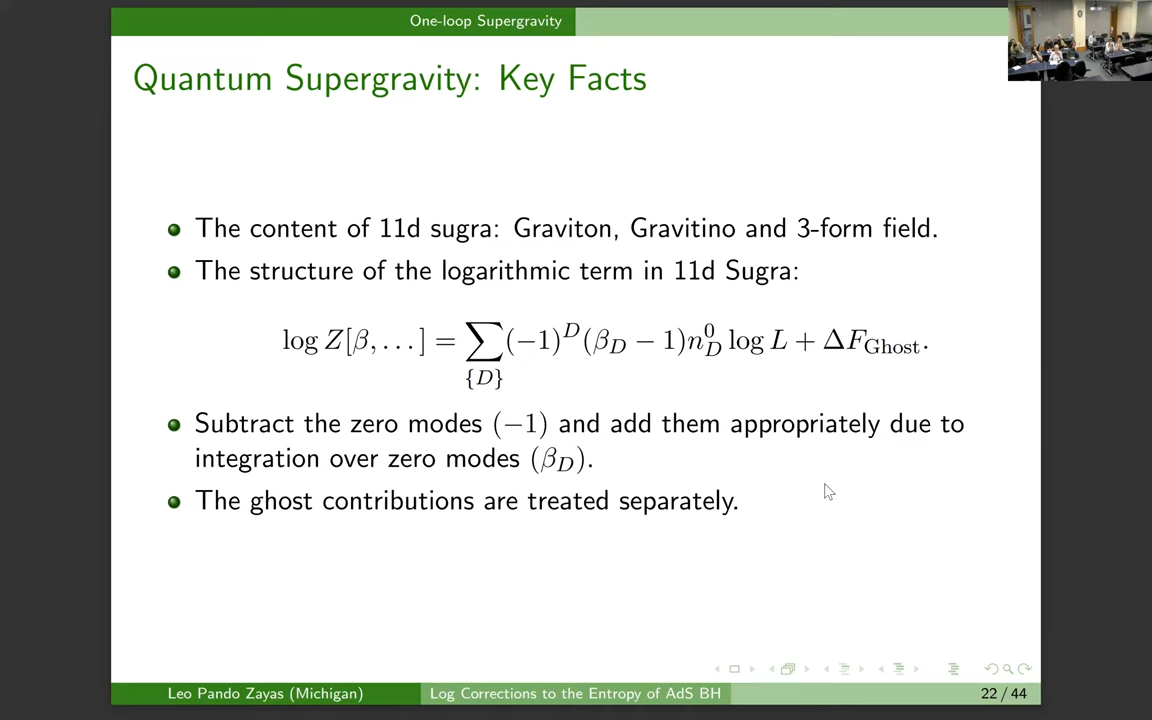 One-loop Supergravity
Quantum Supergravity: Key Facts
The content of 11d sugra: Graviton, Gravitino and 3-form field.
The structure of the logarithmic term in 11d Sugra:
log Z[β, . . . ] = ∑_{\{D\}} (−1)^D (β_D − 1) n_D^0 log L + ΔF_Ghost.
Subtract the zero modes (−1) and add them appropriately due to
integration over zero modes (β_D).
The ghost contributions are treated separately.
Leo Pando Zayas (Michigan)
Log Corrections to the Entropy of AdS BH
22 / 44